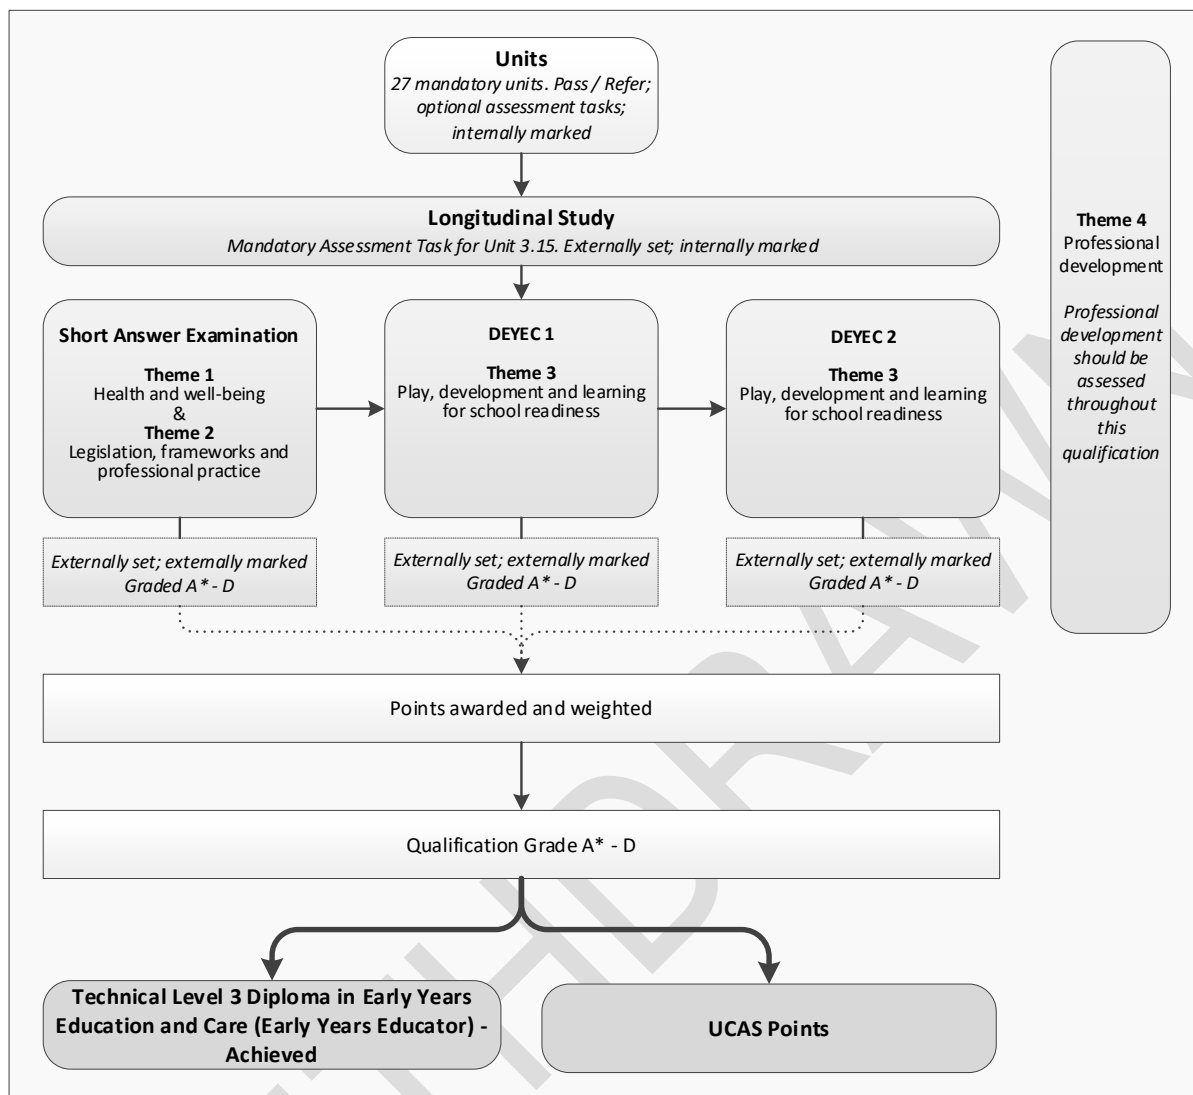 Units
27 mandatory units. Pass / Refer;
optional assessment tasks;
internally marked
Longitudinal Study
Mandatory Assessment Task for Unit 3.15. Externally set; internally marked
Short Answer Examination
Theme 1
Health and well-being
&
Theme 2
Legislation, frameworks and
professional practice
DEYEC 1
Theme 3
Play, development and learning
for school readiness
DEYEC 2
Theme 3
Play, development and learning
for school readiness
Theme 4
Professional
development
Professional
development
should be
assessed
throughout
this
qualification
Externally set; externally marked
Graded A* - D
Externally set; externally marked
Graded A* - D
Externally set; externally marked
Graded A* - D
Points awarded and weighted
Qualification Grade A* - D
Technical Level 3 Diploma in Early Years
Education and Care (Early Years Educator) -
Achieved
UCAS Points
THDRAWN